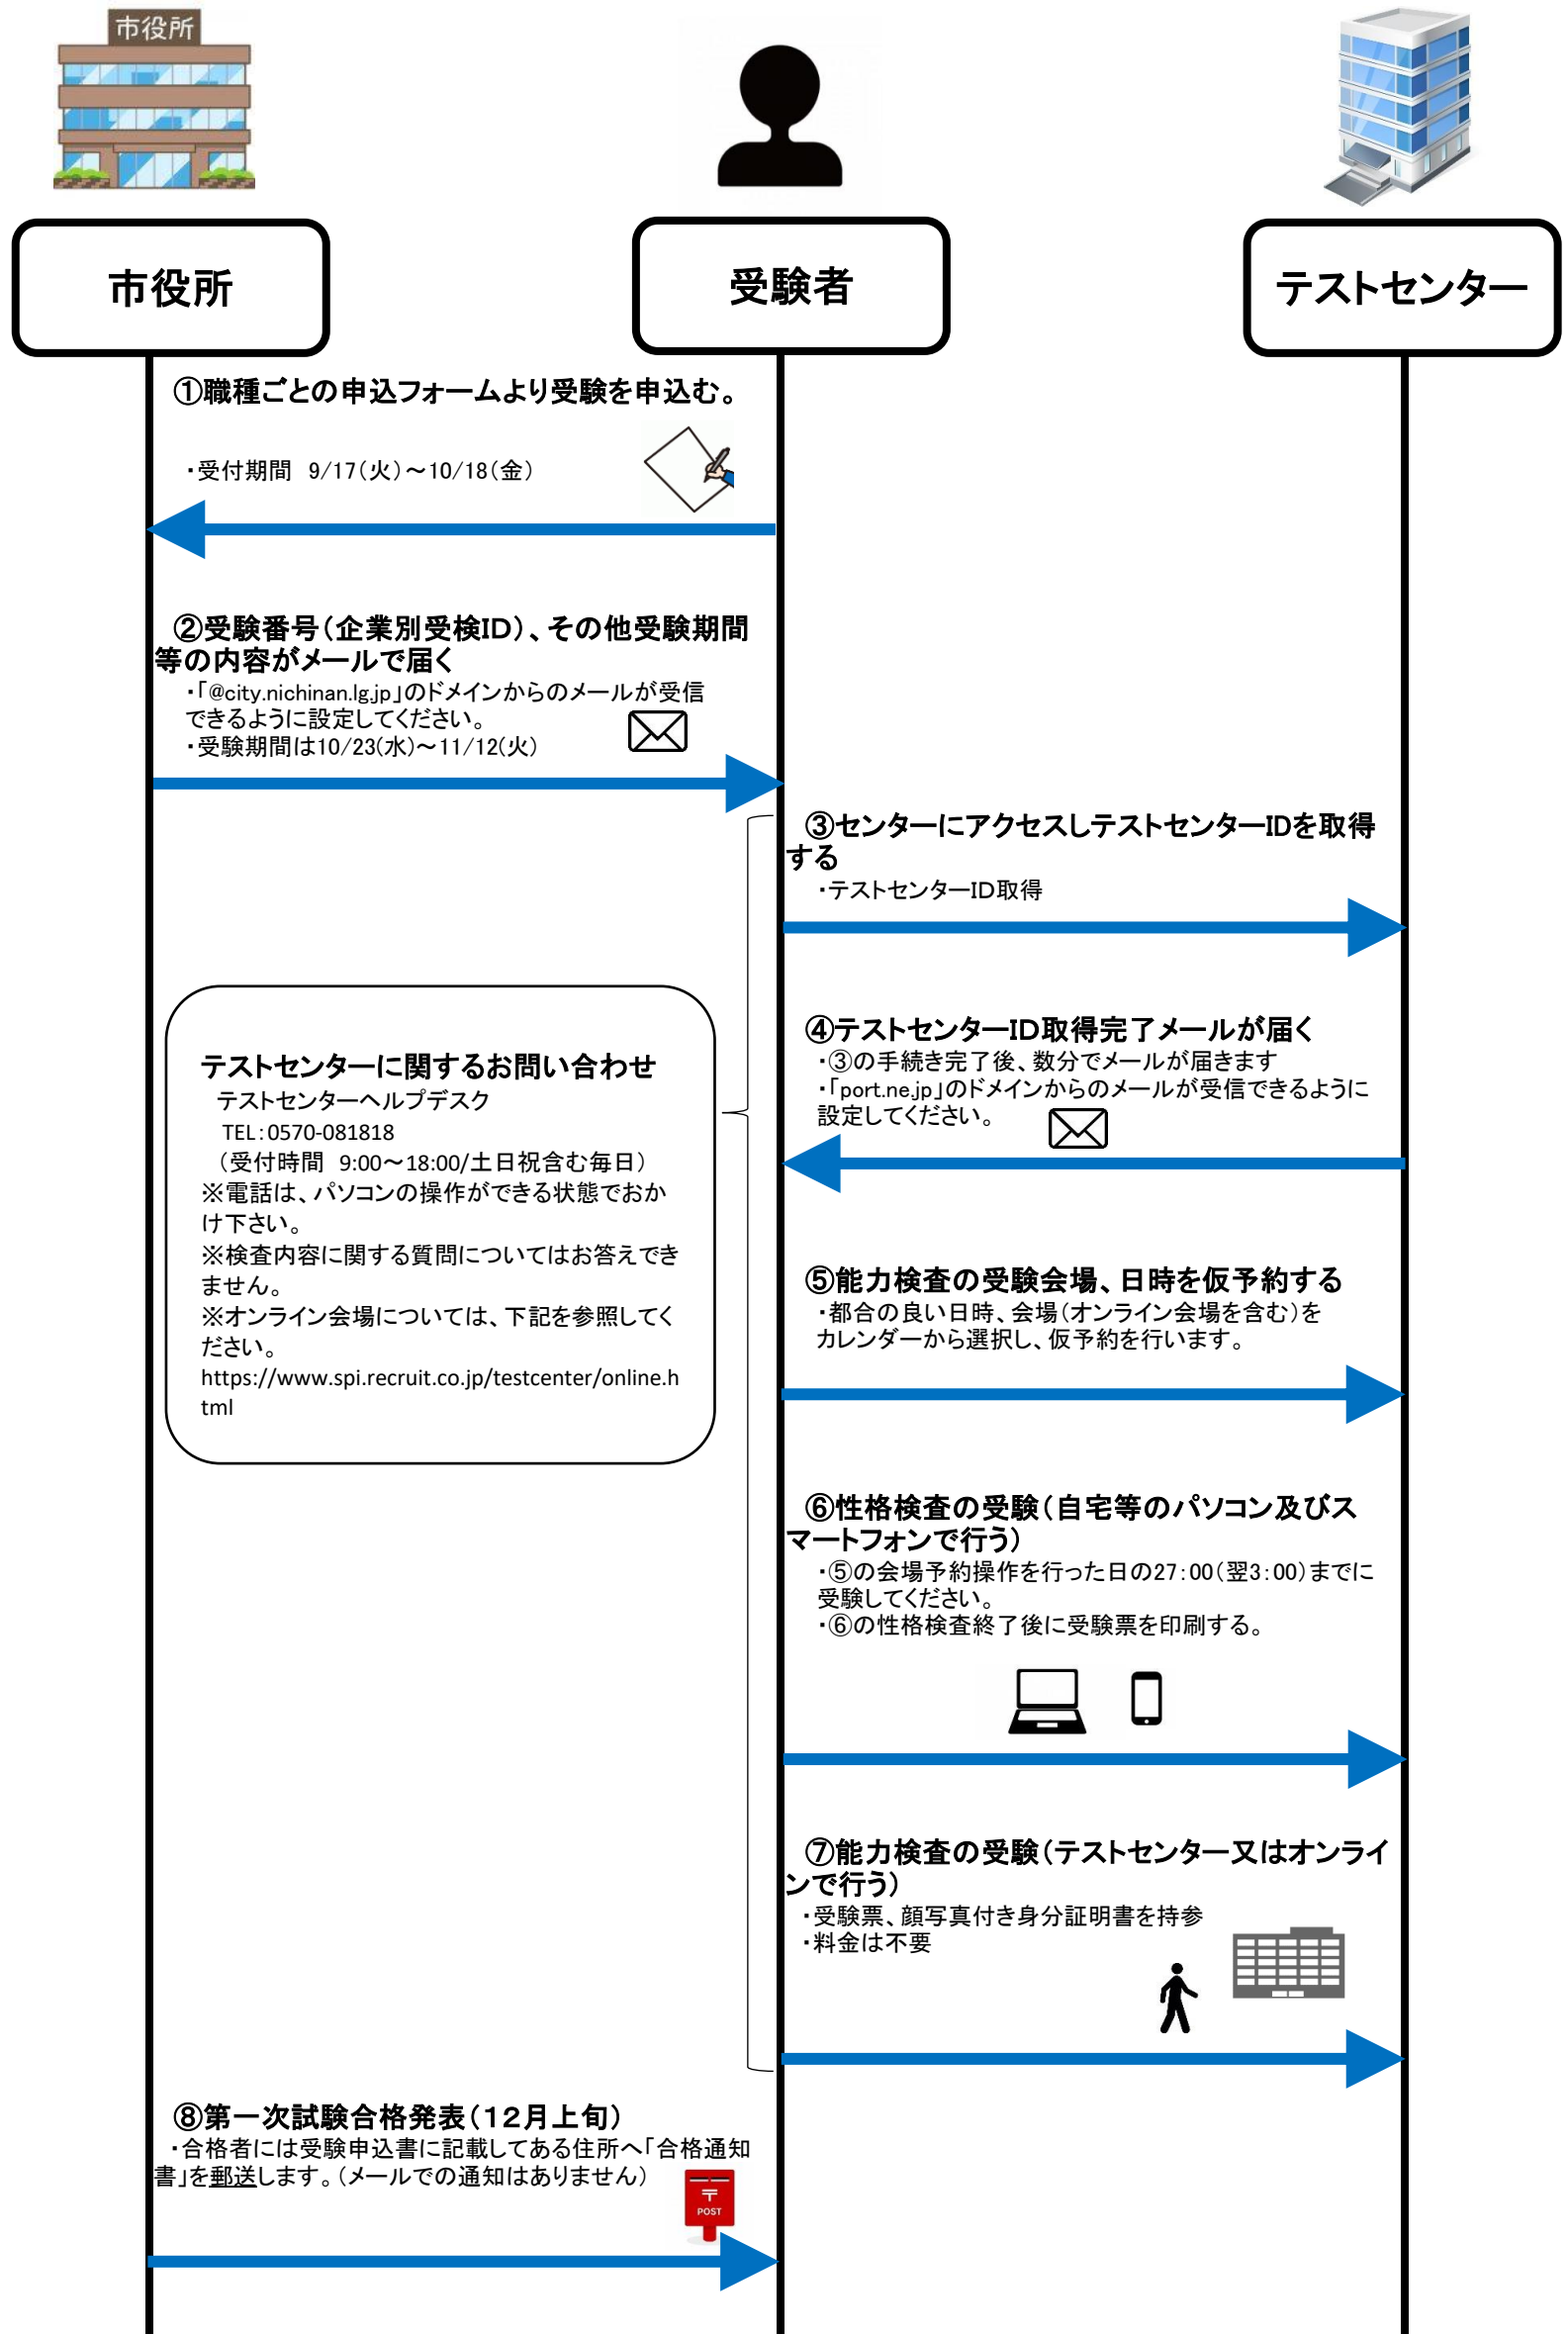 市役所
市役所
受験者
テストセンター
①職種ごとの申込フォームより受験を申込む。
・受付期間 9/17(火)~10/18(金)
②受験番号(企業別受検ID)、その他受験期間
等の内容がメールで届く
・「@city.nichinan.lg.jp」のドメインからのメールが受信
できるように設定してください。
・受験期間は10/23(水)~11/12(火)
③センターにアクセスしテストセンターIDを取得
する
・テストセンターID取得
テストセンターに関するお問い合わせ
テストセンターヘルプデスク
TEL:0570-081818
(受付時間 9:00~18:00/土日祝含む毎日)
※電話は、パソコンの操作ができる状態でおか
け下さい。
※検査内容に関する質問についてはお答えでき
ません。
※オンライン会場については、下記を参照してく
ださい。
https://www.spi.recruit.co.jp/testcenter/online.h
tml
④テストセンターID取得完了メールが届く
・③の手続き完了後、数分でメールが届きます
・「port.ne.jp」のドメインからのメールが受信できるように
設定してください。
⑤能力検査の受験会場、日時を仮予約する
・都合の良い日時、会場(オンライン会場を含む)を
カレンダーから選択し、仮予約を行います。
⑥性格検査の受験(自宅等のパソコン及びス
マートフォンで行う)
・⑤の会場予約操作を行った日の27:00(翌3:00)までに
受験してください。
・⑥の性格検査終了後に受験票を印刷する。
⑦能力検査の受験(テストセンター又はオンライ
ンで行う)
・受験票、顔写真付き身分証明書を持参
・料金は不要
⑧第一次試験合格発表(12月上旬)
・合格者には受験申込書に記載してある住所へ「合格通知
書」を郵送します。(メールでの通知はありません)
〒
POST